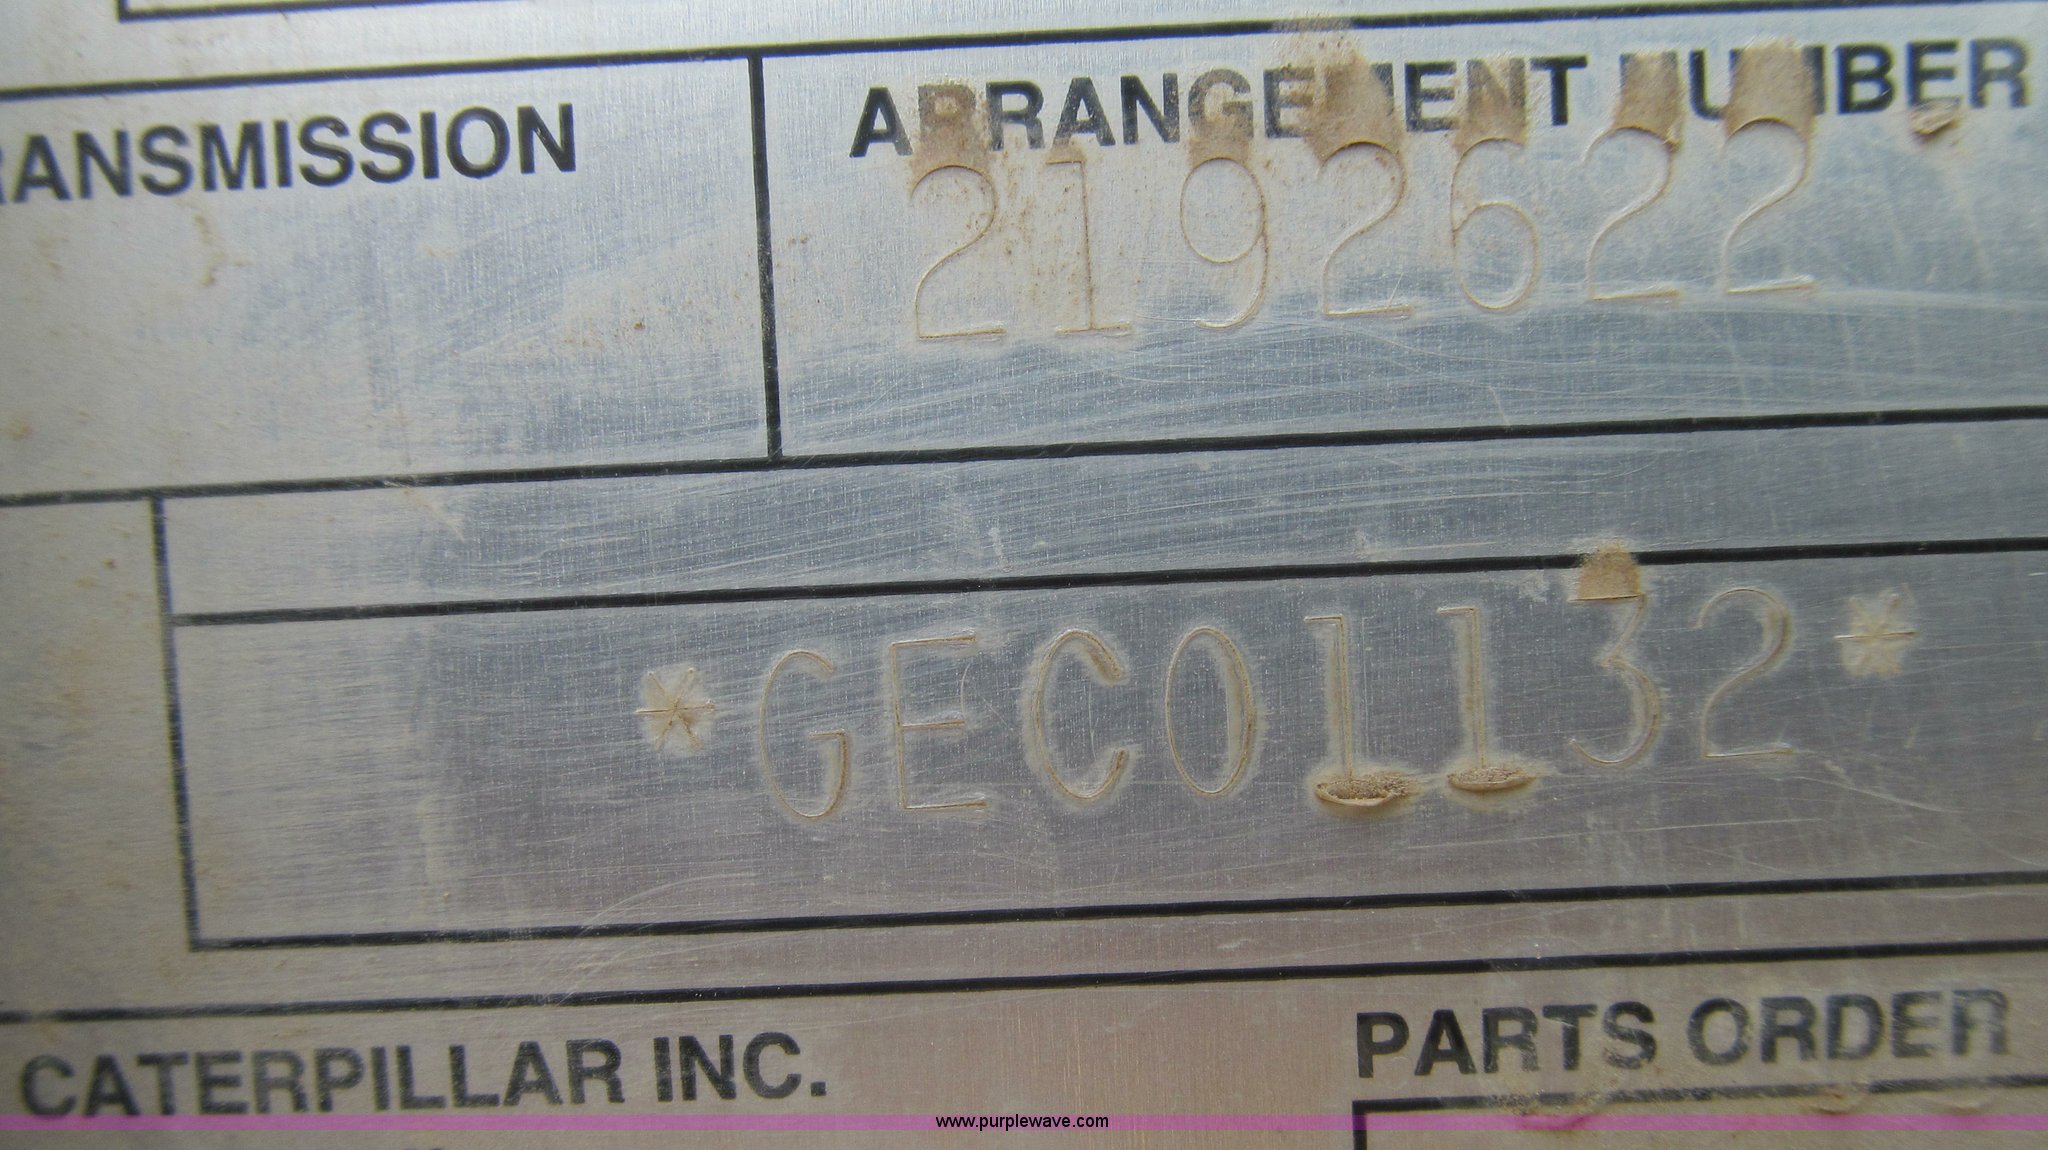 RANSMISSION
ARRANGEMENT NUMBER
2192622
*GEC01132*
CATERPILLAR INC.
PARTS ORDER
www.purplewave.com